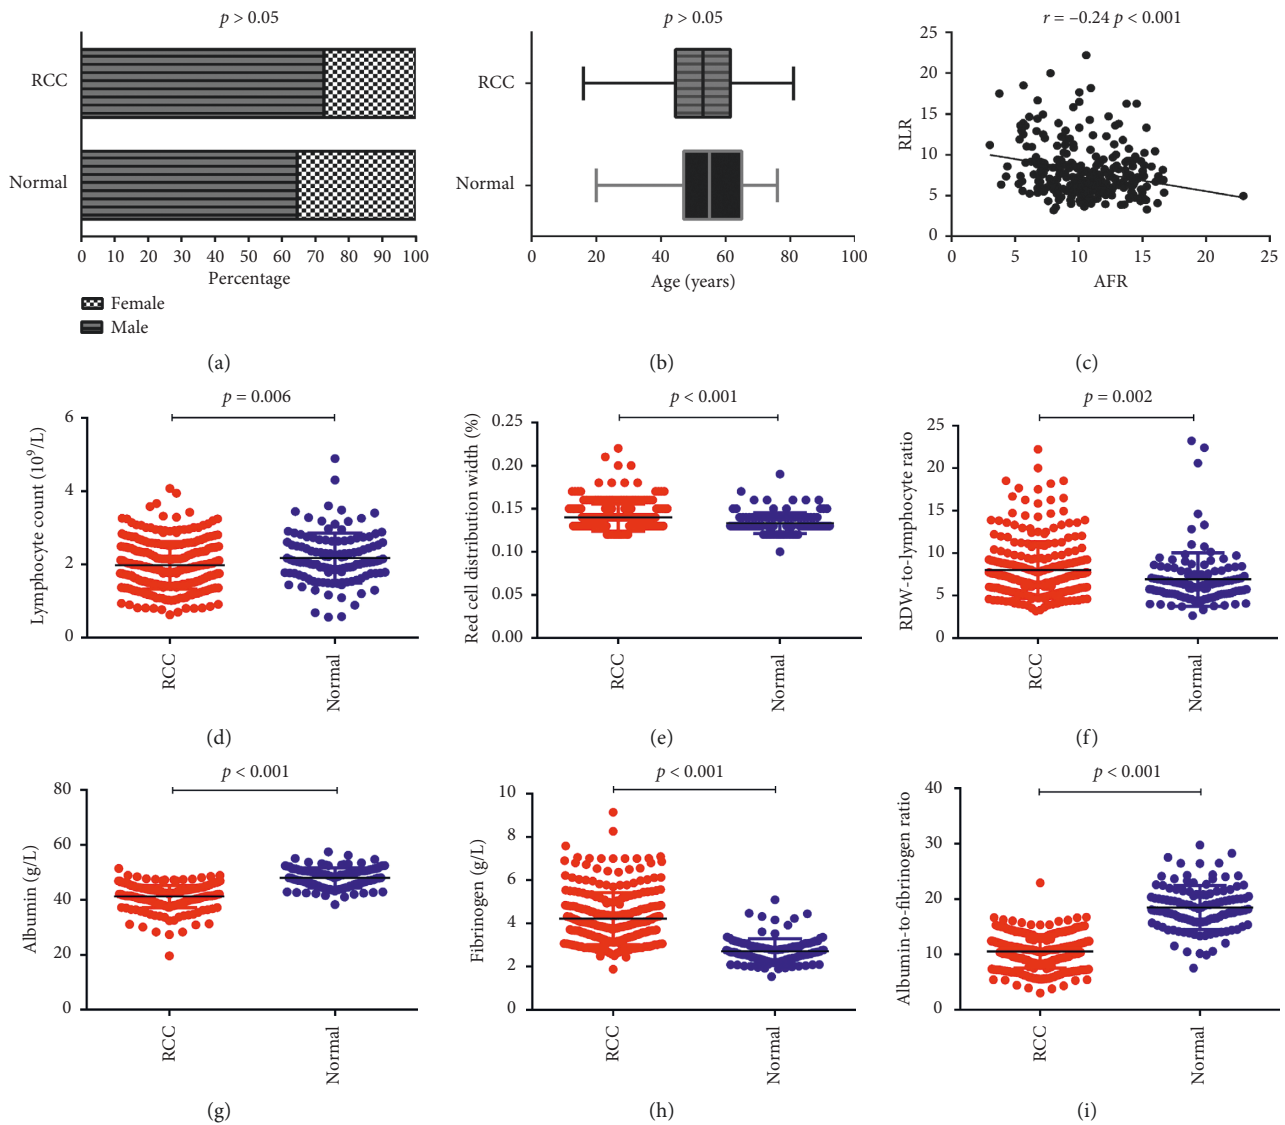 p > 0.05
RCC
Normal
0 10 20 30 40 50 60 70 80 90 100
Percentage
Female
Male
(a)
p > 0.05
RCC
Normal
0 20 40 60 80 100
Age (years)
(b)
r = –0.24 p < 0.001
25
20
15
10
5
0
RLR
0 5 10 15 20 25
AFR
(c)
p = 0.006
6
4
2
0
Lymphocyte count (10⁹/L)
RCC
Normal
(d)
p < 0.001
0.25
0.20
0.15
0.10
0.05
0.00
Red cell distribution width (%)
RCC
Normal
(e)
p = 0.002
25
20
15
10
5
0
RDW-to-lymphocyte ratio
RCC
Normal
(f)
p < 0.001
80
60
40
20
0
Albumin (g/L)
RCC
Normal
(g)
p < 0.001
10
8
6
4
2
0
Fibrinogen (g/L)
RCC
Normal
(h)
p < 0.001
40
30
20
10
0
Albumin-to-fibrinogen ratio
RCC
Normal
(i)